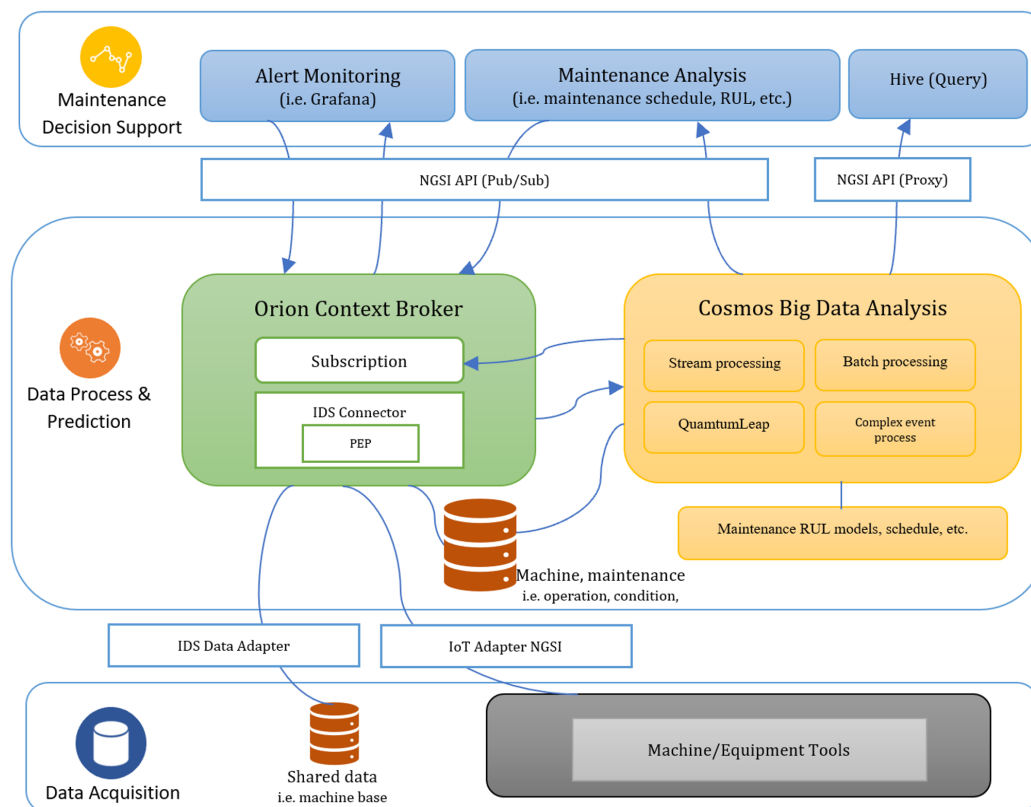 Alert Monitoring
(i.e. Grafana)
Maintenance Analysis
(i.e. maintenance schedule, RUL, etc.)
Hive (Query)
Maintenance
Decision Support
NGSI API (Pub/Sub)
NGSI API (Proxy)
Orion Context Broker
Subscription
IDS Connector
PEP
Cosmos Big Data Analysis
Stream processing
Batch processing
QuamtumLeap
Complex event
process
Data Process &
Prediction
Maintenance RUL models, schedule, etc.
Machine, maintenance
i.e. operation, condition,
IDS Data Adapter
IoT Adapter NGSI
Data Acquisition
Shared data
i.e. machine base
Machine/Equipment Tools